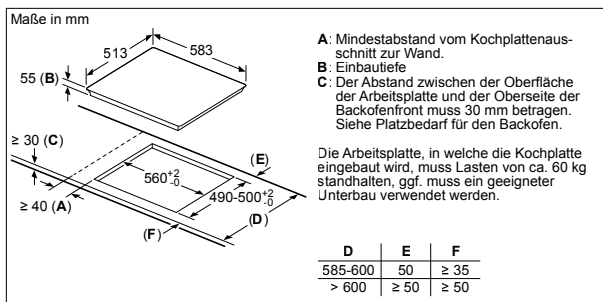 Maße in mm
513
583
55 (B)
≥ 30 (C)
(E)
560+2-0
490-500+2-0
≥ 40 (A)
(D)
(F)
A: Mindestabstand vom Kochplattenaus-
schnitt zur Wand.
B: Einbautiefe
C: Der Abstand zwischen der Oberfläche
der Arbeitsplatte und der Oberseite der
Backofenfront muss 30 mm betragen.
Siehe Platzbedarf für den Backofen.
Die Arbeitsplatte, in welche die Kochplatte
eingebaut wird, muss Lasten von ca. 60 kg
standhalten, ggf. muss ein geeigneter
Unterbau verwendet werden.
D E F
585-600 50 ≥ 35
> 600 ≥ 50 ≥ 50